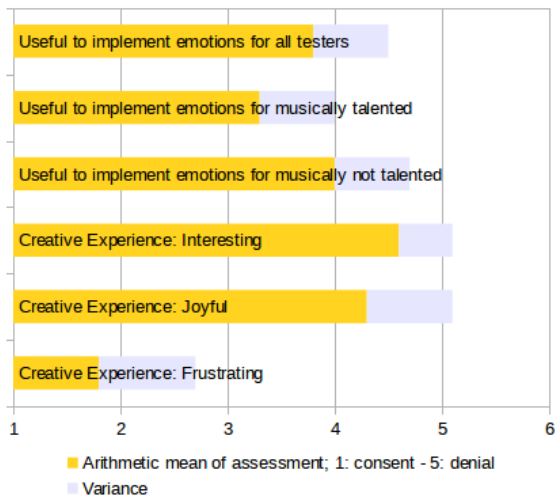 Useful to implement emotions for all testers
Useful to implement emotions for musically talented
Useful to implement emotions for musically not talented
Creative Experience: Interesting
Creative Experience: Joyful
Creative Experience: Frustrating
1 2 3 4 5 6
Arithmetic mean of assessment; 1: consent - 5: denial
Variance